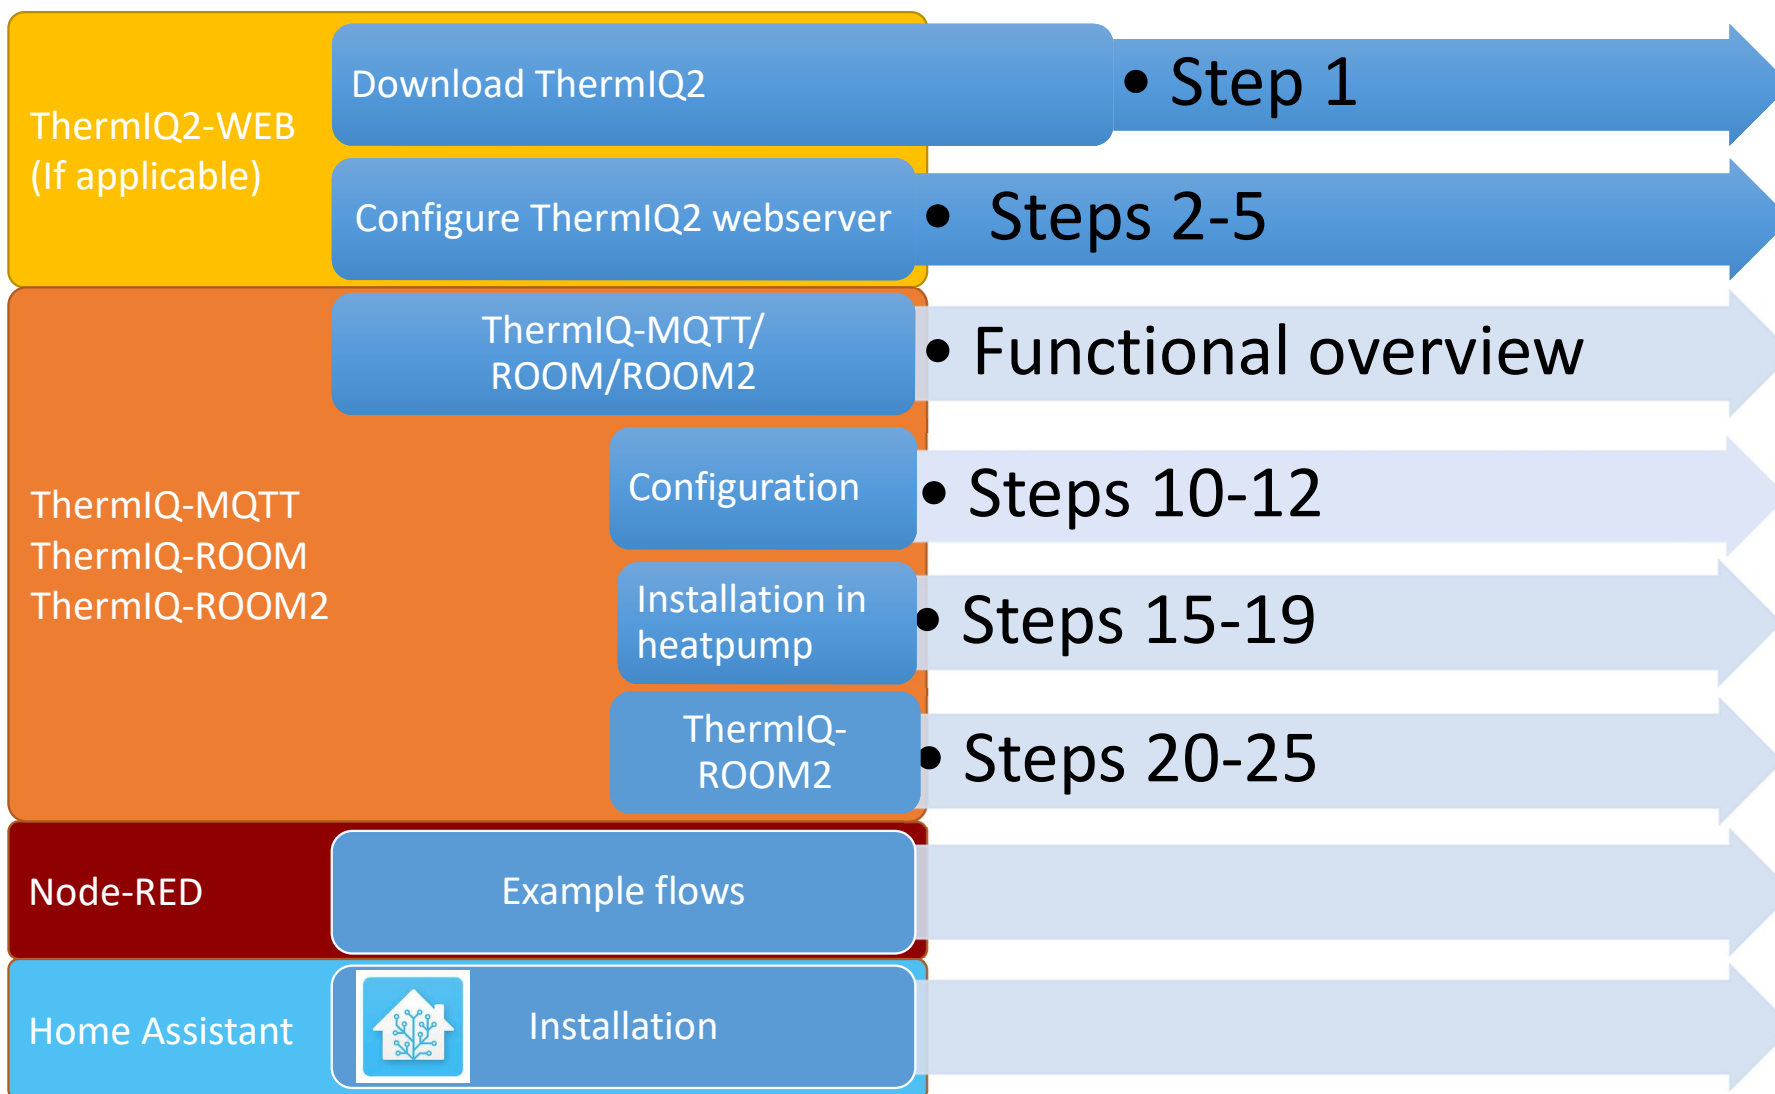 ThermIQ2-WEB
(If applicable)
Download ThermIQ2
• Step 1
Configure ThermIQ2 webserver
• Steps 2-5
ThermIQ-MQTT
ThermIQ-ROOM
ThermIQ-ROOM2
ThermIQ-MQTT/
ROOM/ROOM2
• Functional overview
Configuration
• Steps 10-12
Installation in
heatpump
• Steps 15-19
ThermIQ-
ROOM2
• Steps 20-25
Node-RED
Example flows
Home Assistant
Installation